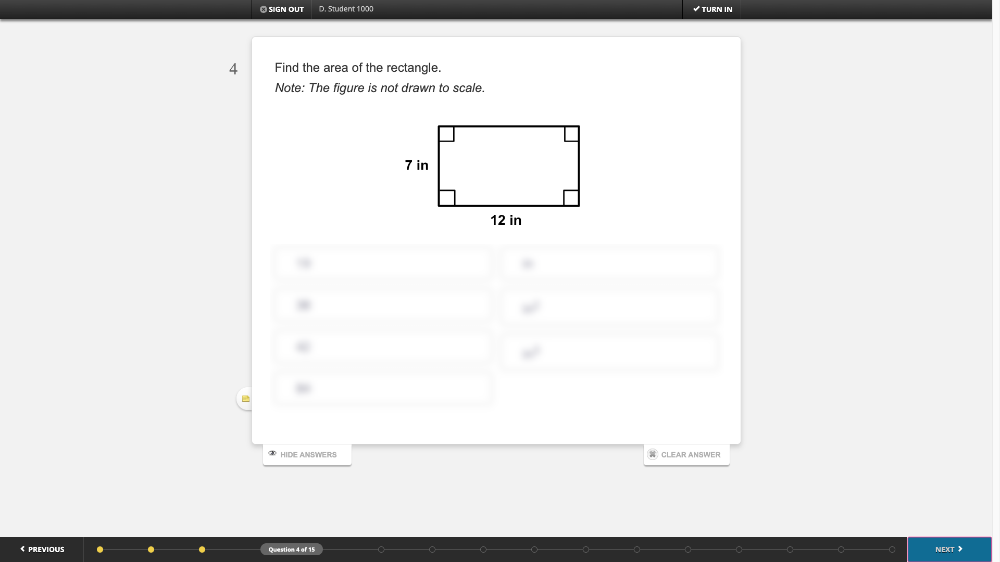 SIGN OUT
D. Student 1000
TURN IN
4
Find the area of the rectangle.
Note: The figure is not drawn to scale.
7 in
12 in
42
HIDE ANSWERS
CLEAR ANSWER
PREVIOUS
Question 4 of 15
NEXT